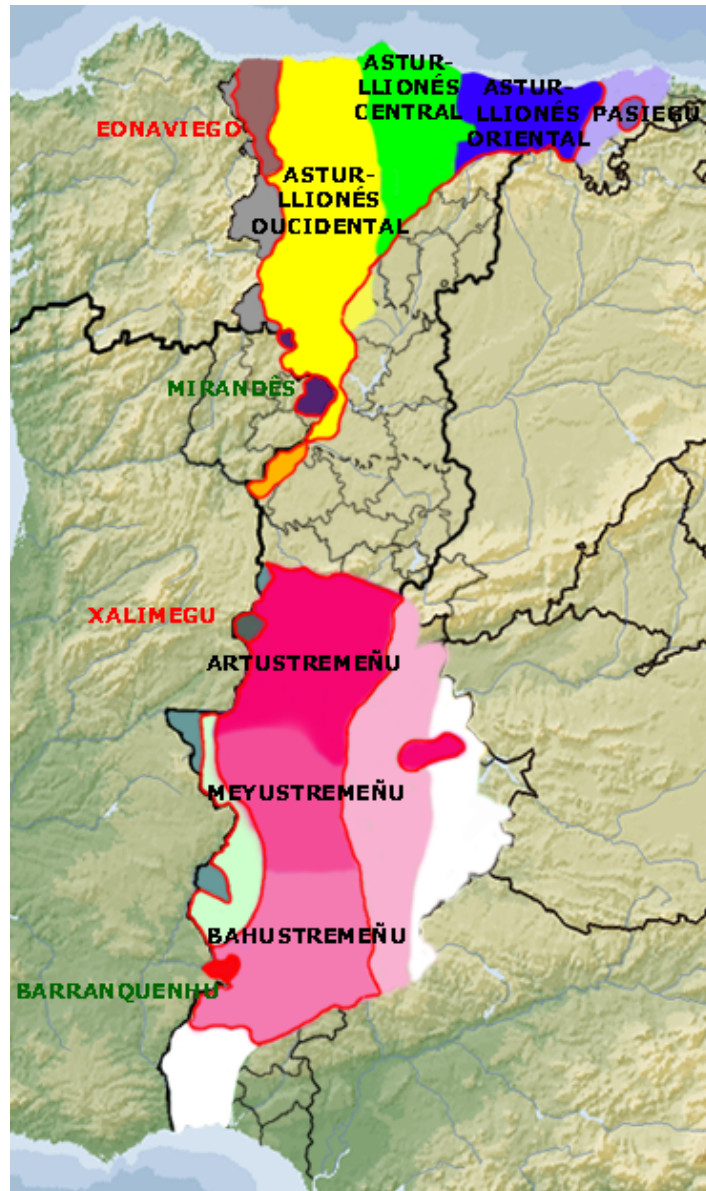 ASTUR-
LLIONÉS
CENTRAL
ASTUR-
LLIONÉS
ORIENTAL
PASIEGU
EONAVIEGO
ASTUR-
LLIONÉS
OUCIDENTAL
MIRANDÊS
XALIMEGU
ARTUSTREMEÑU
MEYUSTREMEÑU
BAHUSTREMEÑU
BARRANQUENHU